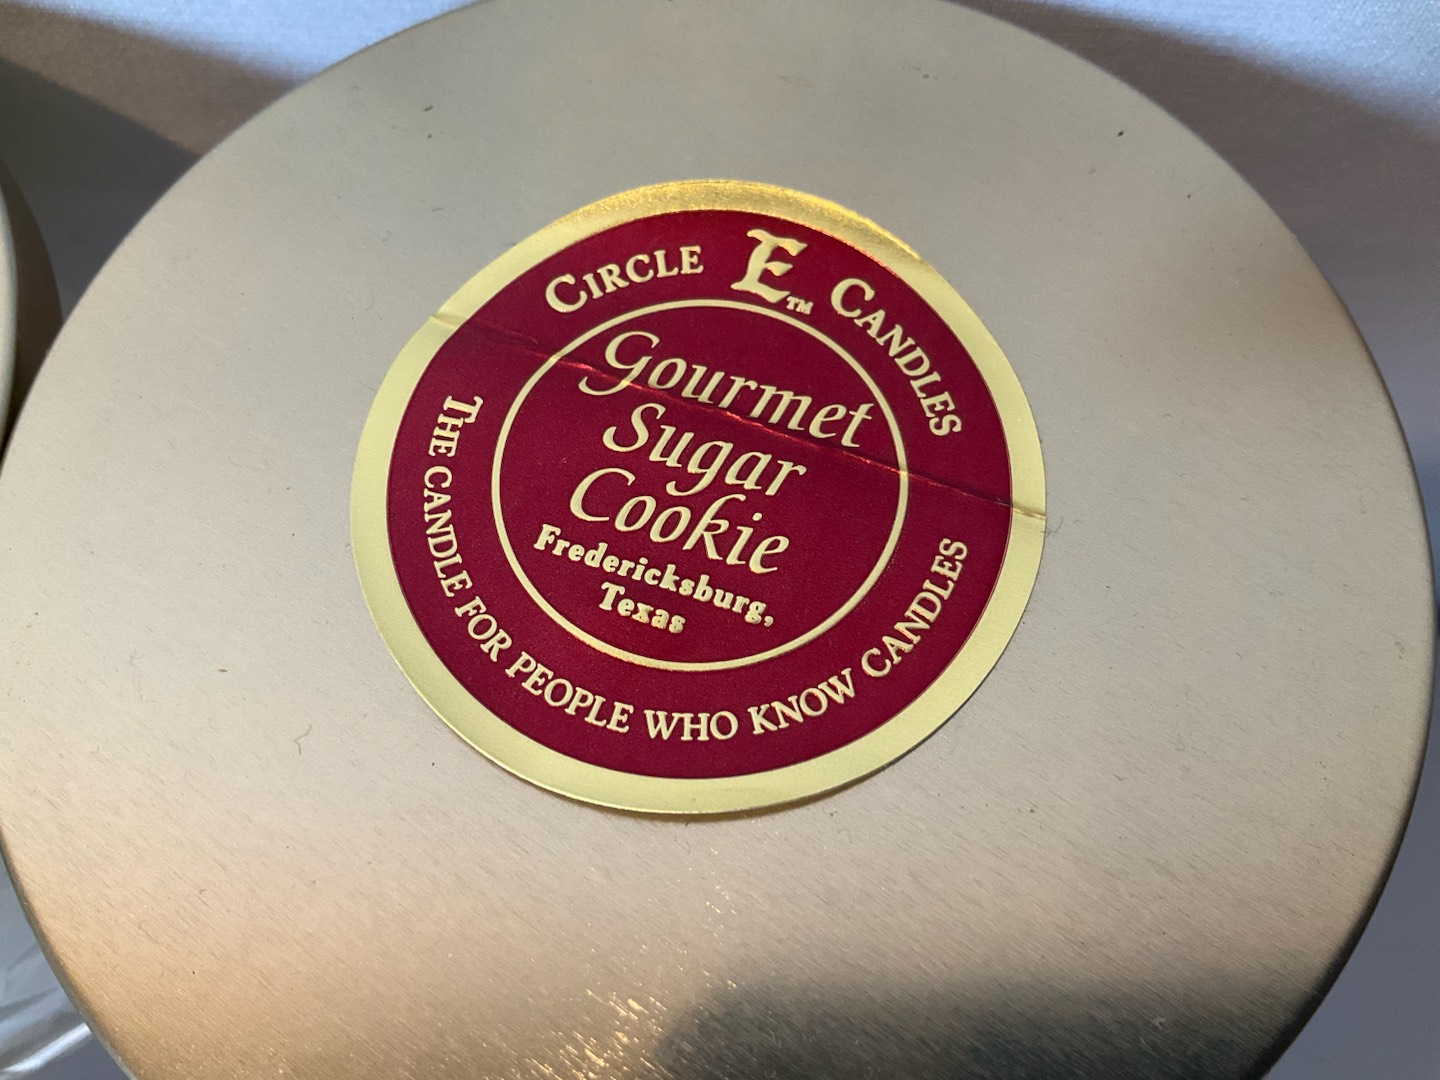 CIRCLE E™ CANDLES
Gourmet
Sugar
Cookie
Fredericksburg,
Texas
THE CANDLE FOR PEOPLE WHO KNOW CANDLES